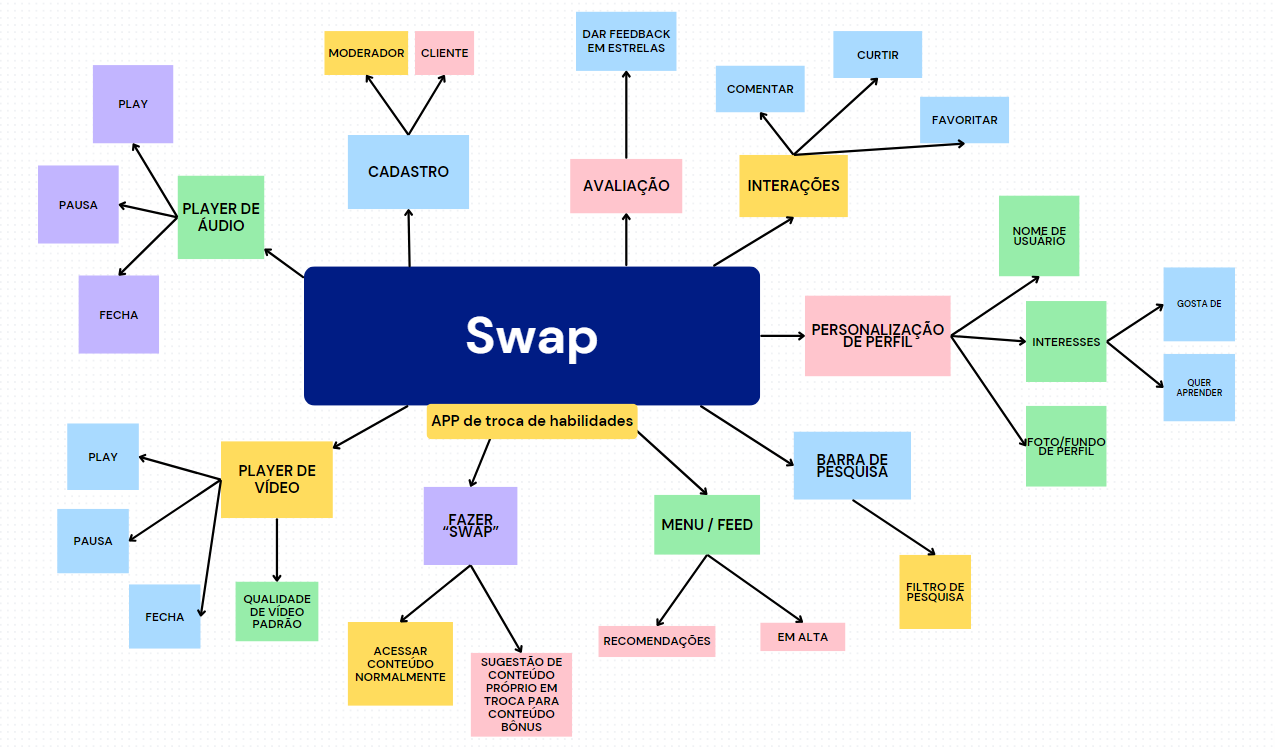 MODERADOR
CLIENTE
CADASTRO
DAR FEEDBACK
EM ESTRELAS
AVALIAÇÃO
COMENTAR
CURTIR
FAVORITAR
INTERAÇÕES
PLAY
PAUSA
FECHA
PLAYER DE
ÁUDIO
Swap
APP de troca de habilidades
PERSONALIZAÇÃO
DE PERFIL
NOME DE
USUÁRIO
INTERESSES
GOSTA DE
QUER
APRENDER
FOTO/FUNDO
DE PERFIL
PLAYER DE
VÍDEO
PLAY
PAUSA
FECHA
QUALIDADE
DE VÍDEO
PADRÃO
FAZER
“SWAP”
ACESSAR
CONTEÚDO
NORMALMENTE
SUGESTÃO DE
CONTEÚDO
PRÓPRIO EM
TROCA PARA
CONTEÚDO
BÔNUS
MENU / FEED
RECOMENDAÇÕES
EM ALTA
BARRA DE
PESQUISA
FILTRO DE
PESQUISA